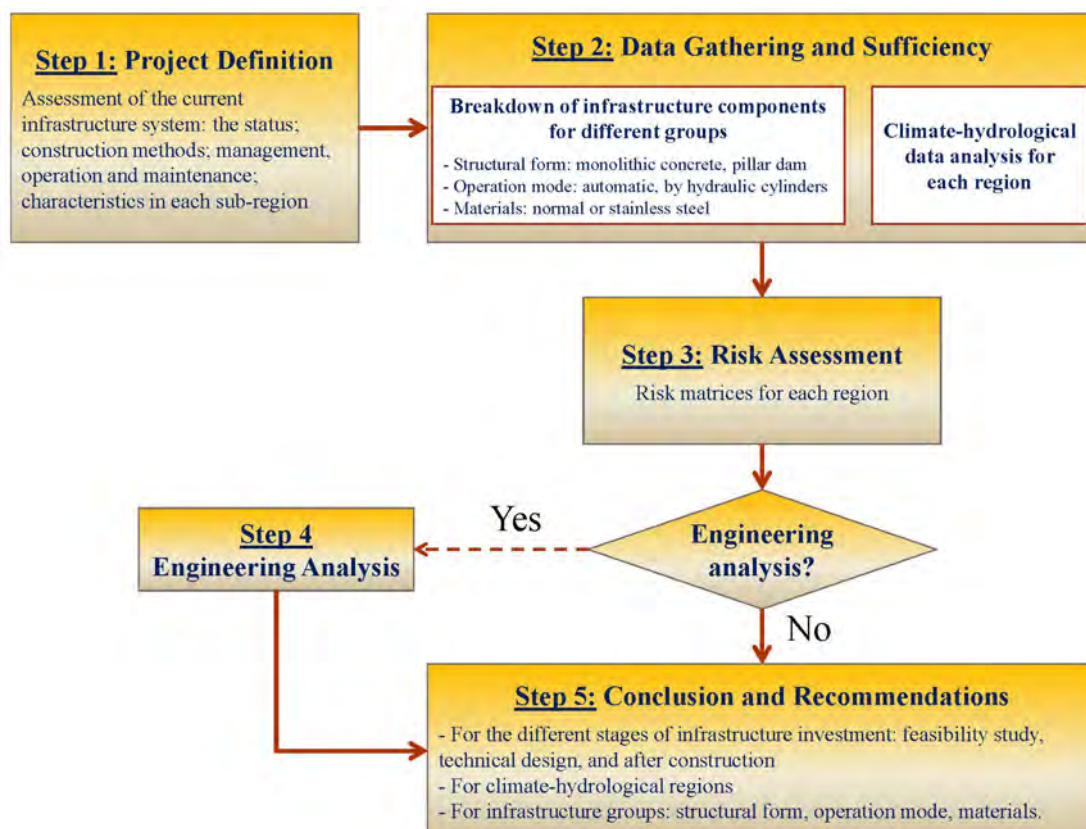 Step 1: Project Definition
Assessment of the current
infrastructure system: the status;
construction methods; management,
operation and maintenance;
characteristics in each sub-region
Step 2: Data Gathering and Sufficiency
Breakdown of infrastructure components
for different groups
- Structural form: monolithic concrete, pillar dam
- Operation mode: automatic, by hydraulic cylinders
- Materials: normal or stainless steel
Climate-hydrological
data analysis for
each region
Step 3: Risk Assessment
Risk matrices for each region
Engineering
analysis?
Yes
Step 4
Engineering Analysis
No
Step 5: Conclusion and Recommendations
- For the different stages of infrastructure investment: feasibility study,
technical design, and after construction
- For climate-hydrological regions
- For infrastructure groups: structural form, operation mode, materials.